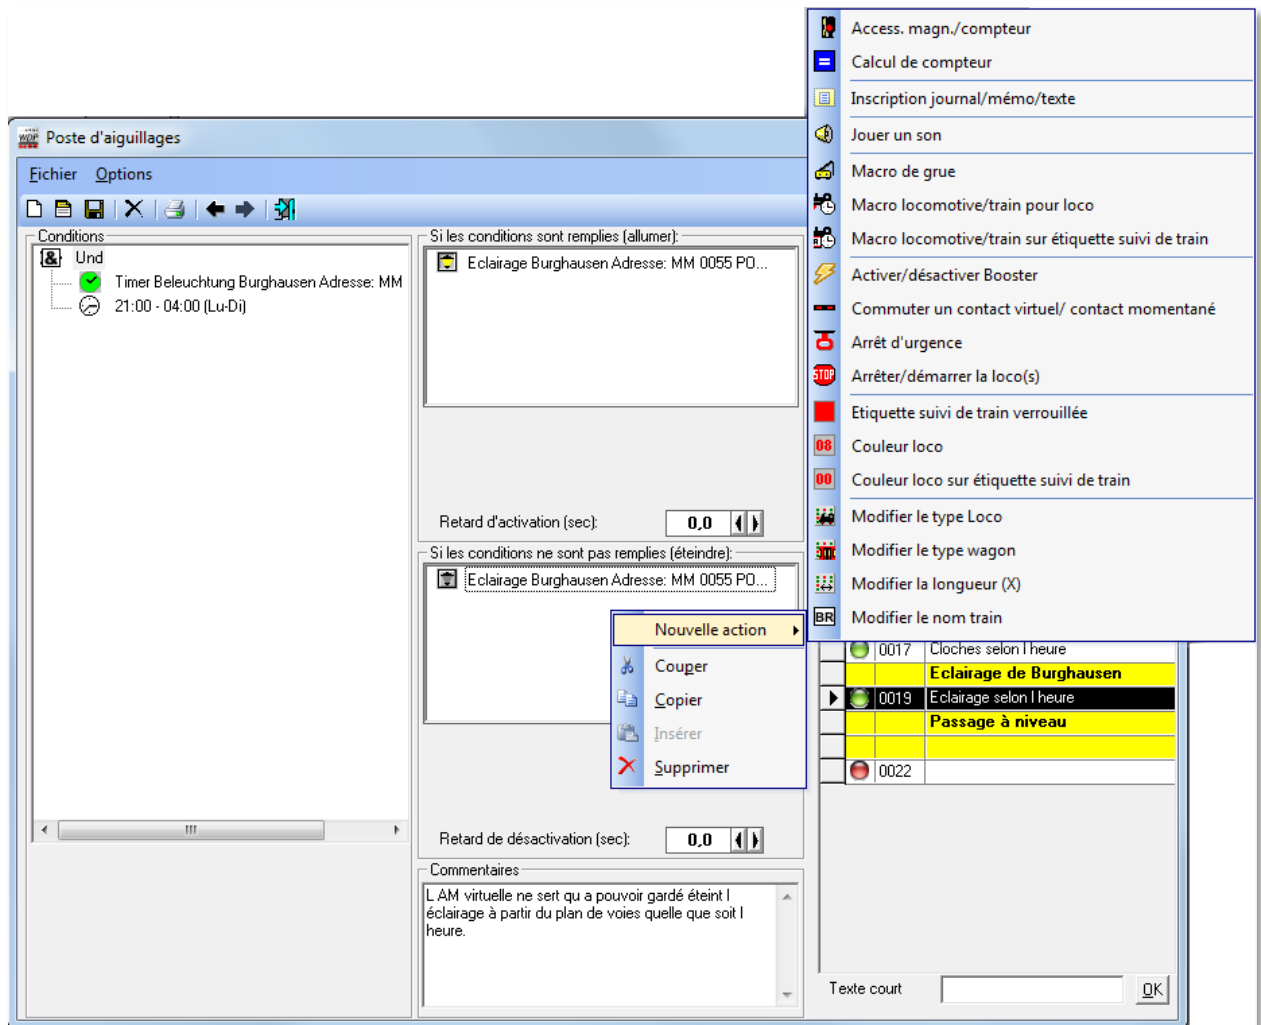 Access. magn./compteur
Calcul de compteur
Inscription journal/mémo/texte
Jouer un son
Macro de grue
Macro locomotive/train pour loco
Macro locomotive/train sur étiquette suivi de train
Activer/désactiver Booster
Commuter un contact virtuel/ contact momentané
Arrêt d'urgence
STOP Arrêter/démarrer la loco(s)
Etiquette suivi de train verrouillée
08 Couleur loco
00 Couleur loco sur étiquette suivi de train
Modifier le type Loco
Modifier le type wagon
Modifier la longueur (X)
BR Modifier le nom train
WDP Poste d'aiguillages
Fichier Options
Conditions
& Und
Timer Beleuchtung Burghausen Adresse: MM
21:00 - 04:00 (Lu-Di)
Si les conditions sont remplies (allumer):
Eclairage Burghausen Adresse: MM 0055 PO...
Retard d'activation (sec): 0,0
Si les conditions ne sont pas remplies (éteindre):
Eclairage Burghausen Adresse: MM 0055 PO...
Nouvelle action
Couper
Copier
Insérer
Supprimer
Retard de désactivation (sec): 0,0
Commentaires
L AM virtuelle ne sert qu a pouvoir gardé éteint l
éclairage à partir du plan de voies quelle que soit l
heure.
0017 Cloches selon l heure
Eclairage de Burghausen
0019 Eclairage selon l heure
Passage à niveau
0022
Texte court OK